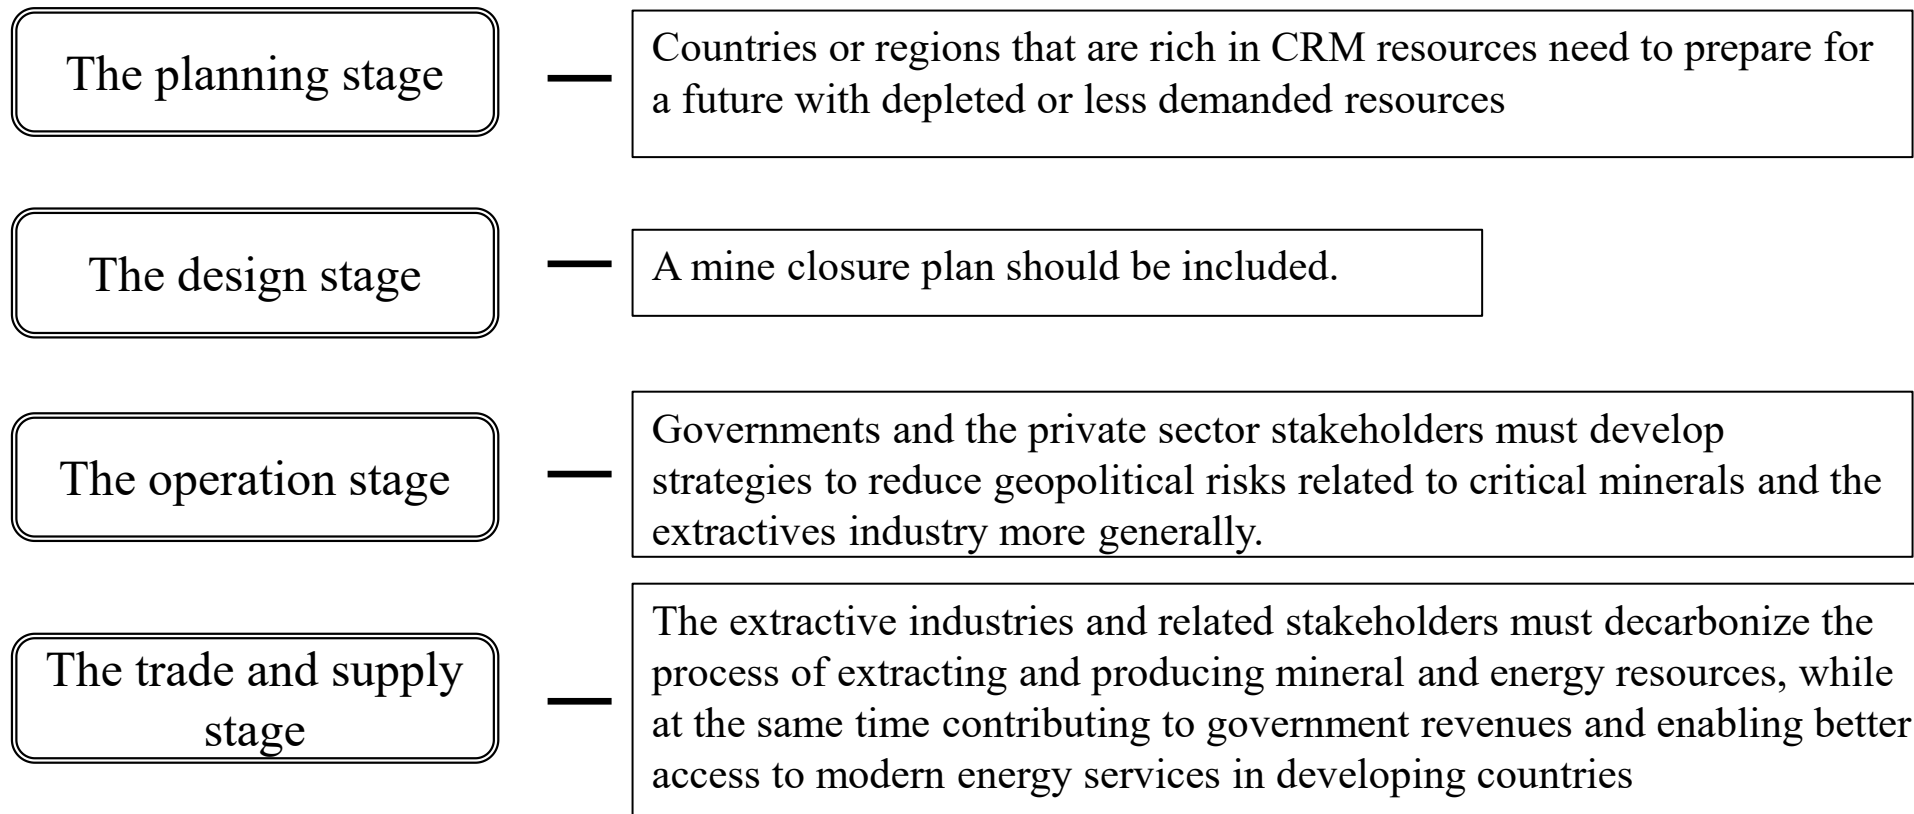 The planning stage
Countries or regions that are rich in CRM resources need to prepare for
a future with depleted or less demanded resources
The design stage
A mine closure plan should be included.
The operation stage
Governments and the private sector stakeholders must develop
strategies to reduce geopolitical risks related to critical minerals and the
extractives industry more generally.
The trade and supply
stage
The extractive industries and related stakeholders must decarbonize the
process of extracting and producing mineral and energy resources, while
at the same time contributing to government revenues and enabling better
access to modern energy services in developing countries